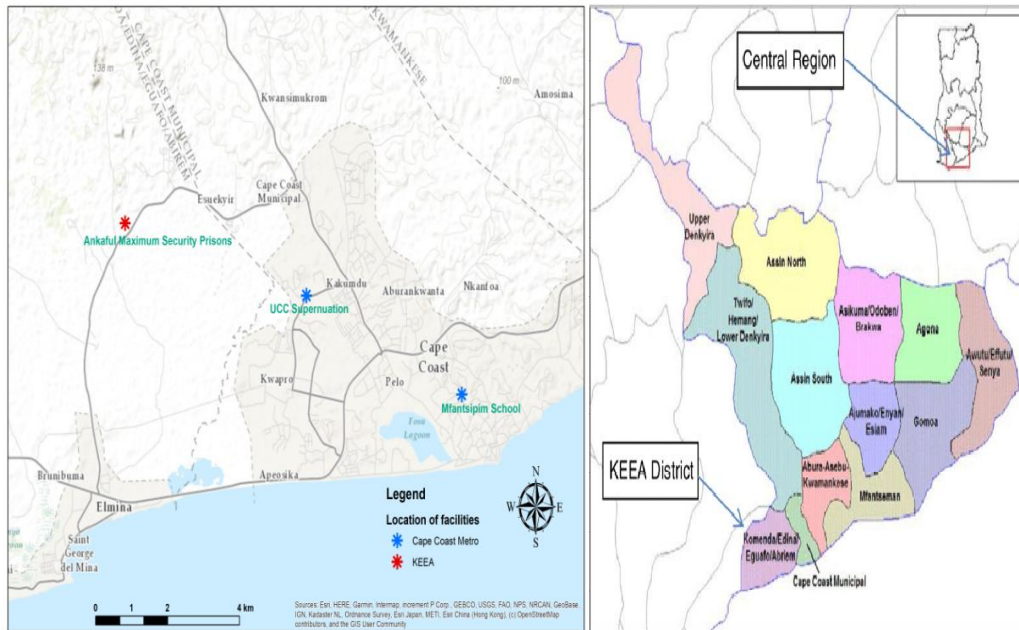 138 m
CAPE COAST MUNICIPAL
DA/EDINA/EGUAFO/ABIREM
KWAMANKESE
100 m
Amosima
Kwansimukrom
Cape Coast
Municipal
Esuekyir
Ankaful Maximum Security Prisons
Kakumdu
UCC Supernuation
Aburankwanta
Nkanfoa
Cape
Coast
Kwapro
Pelo
Mfantsipim School
Fosu
Lagoon
Brunibuma
Apeosika
Elmina
Saint
George
del Mina
Legend
Location of facilities
Cape Coast Metro
KEEA
N
W
E
S
0 1 2 4 km
Sources: Esri, HERE, Garmin, Intermap, increment P Corp., GEBCO, USGS, FAO, NPS, NRCAN, GeoBase,
IGN, Kadaster NL, Ordnance Survey, Esri Japan, METI, Esri China (Hong Kong), (c) OpenStreetMap
contributors, and the GIS User Community
Central Region
Upper
Denkyira
Assin North
Twifo/
Hemang/
Lower Denkyira
Asikuma/Odoben/
Brakwa
Agona
Awutu/Effutu/
Senya
Assin South
Ajumako/Enyan/
Esiam
Gomoa
KEEA District
Abura-Asebu-
Kwamankese
Mfantseman
Komenda/Edina/
Eguafo/Abriem
Cape Coast Municipal